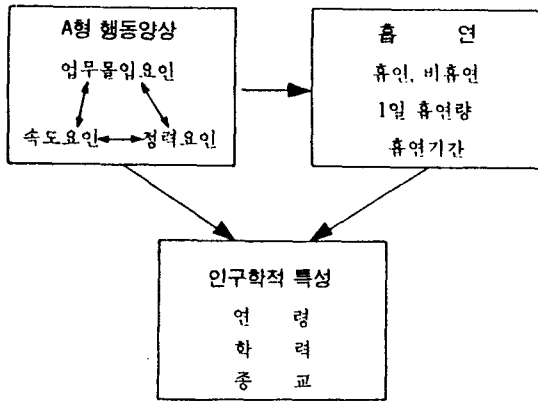 A형 행동양상
업무몰입요인
속도요인
정력요인
흡 연
흡연, 비흡연
1일 흡연량
흡연기간
인구학적 특성
연 령
학 력
종 교